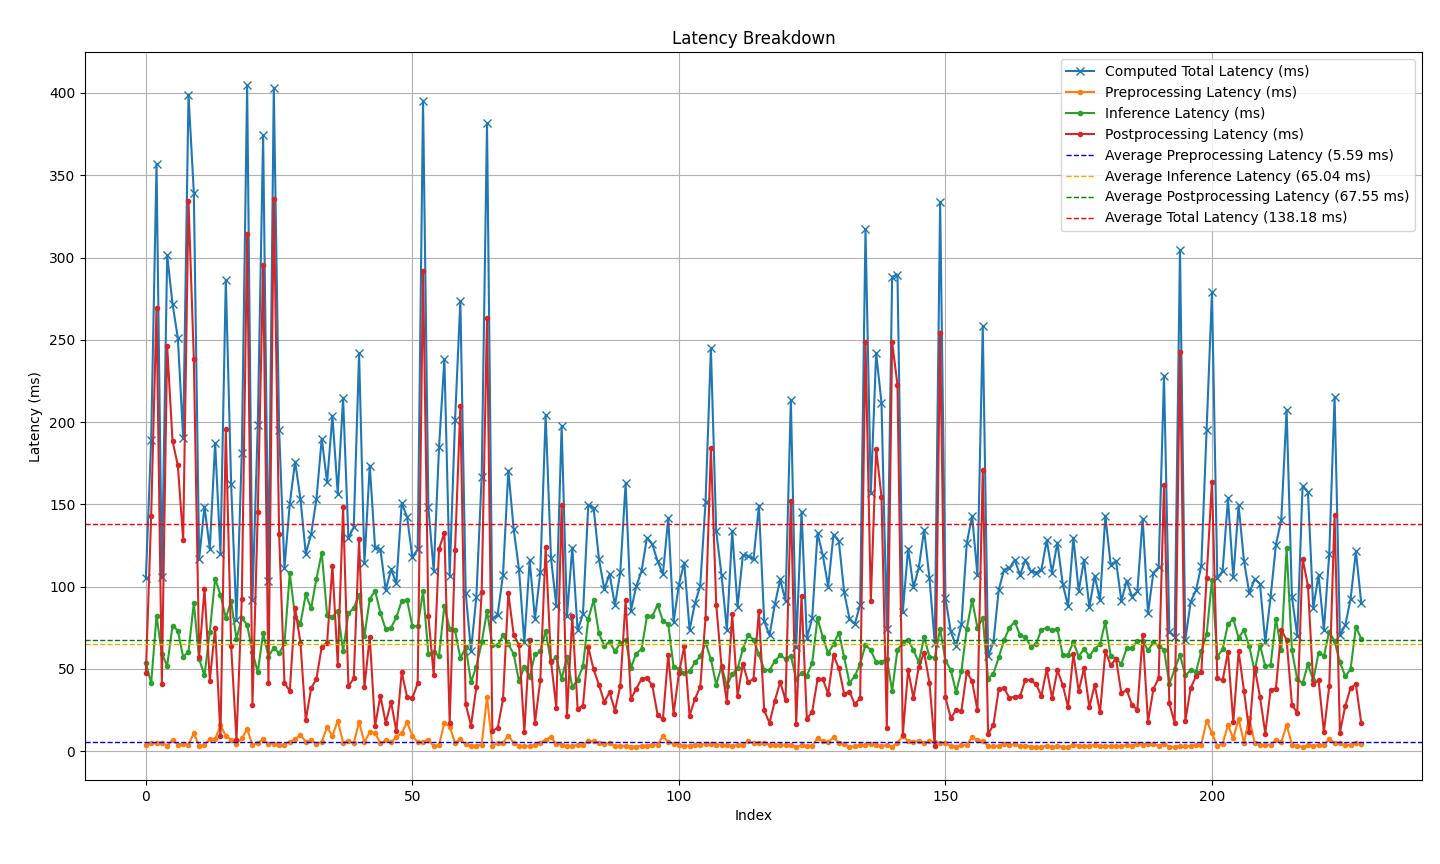 Latency Breakdown
Computed Total Latency (ms)
Preprocessing Latency (ms)
Inference Latency (ms)
Postprocessing Latency (ms)
Average Preprocessing Latency (5.59 ms)
Average Inference Latency (65.04 ms)
Average Postprocessing Latency (67.55 ms)
Average Total Latency (138.18 ms)
Latency (ms)
400
350
300
250
200
150
100
50
0
0 50 100 150 200
Index